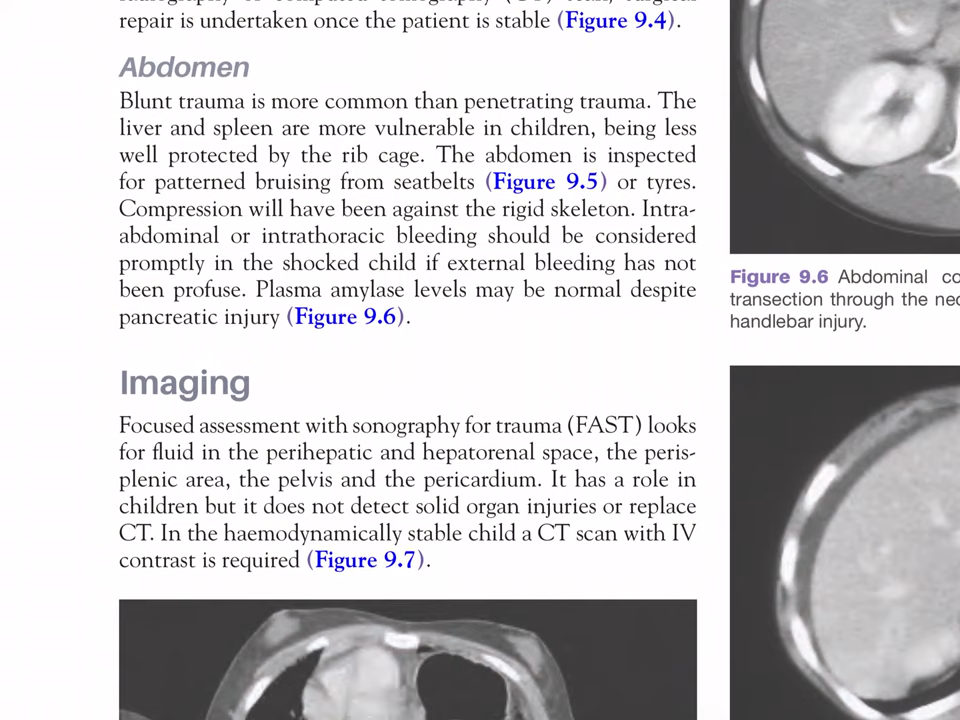 repair is undertaken once the patient is stable (Figure 9.4).
Abdomen
Blunt trauma is more common than penetrating trauma. The
liver and spleen are more vulnerable in children, being less
well protected by the rib cage. The abdomen is inspected
for patterned bruising from seatbelts (Figure 9.5) or tyres.
Compression will have been against the rigid skeleton. Intra-
abdominal or intrathoracic bleeding should be considered
promptly in the shocked child if external bleeding has not
been profuse. Plasma amylase levels may be normal despite
pancreatic injury (Figure 9.6).
Imaging
Focused assessment with sonography for trauma (FAST) looks
for fluid in the perihepatic and hepatorenal space, the peris-
plenic area, the pelvis and the pericardium. It has a role in
children but it does not detect solid organ injuries or replace
CT. In the haemodynamically stable child a CT scan with IV
contrast is required (Figure 9.7).
Figure 9.6 Abdominal co
transection through the nec
handlebar injury.